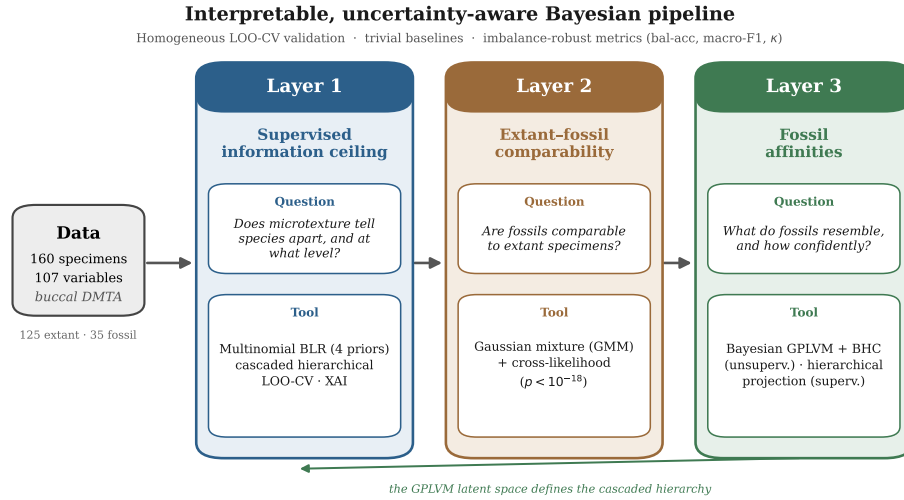 Interpretable, uncertainty-aware Bayesian pipeline
Homogeneous LOO-CV validation · trivial baselines · imbalance-robust metrics (bal-acc, macro-F1, κ)
Data
160 specimens
107 variables
buccal DMTA
125 extant · 35 fossil
Layer 1
Supervised
information ceiling
Question
Does microtexture tell
species apart, and at
what level?
Tool
Multinomial BLR (4 priors)
cascaded hierarchical
LOO-CV · XAI
Layer 2
Extant–fossil
comparability
Question
Are fossils comparable
to extant specimens?
Tool
Gaussian mixture (GMM)
+ cross-likelihood
(p < 10⁻¹⁸)
Layer 3
Fossil
affinities
Question
What do fossils resemble,
and how confidently?
Tool
Bayesian GPLVM + BHC
(unsuperv.) · hierarchical
projection (superv.)
the GPLVM latent space defines the cascaded hierarchy